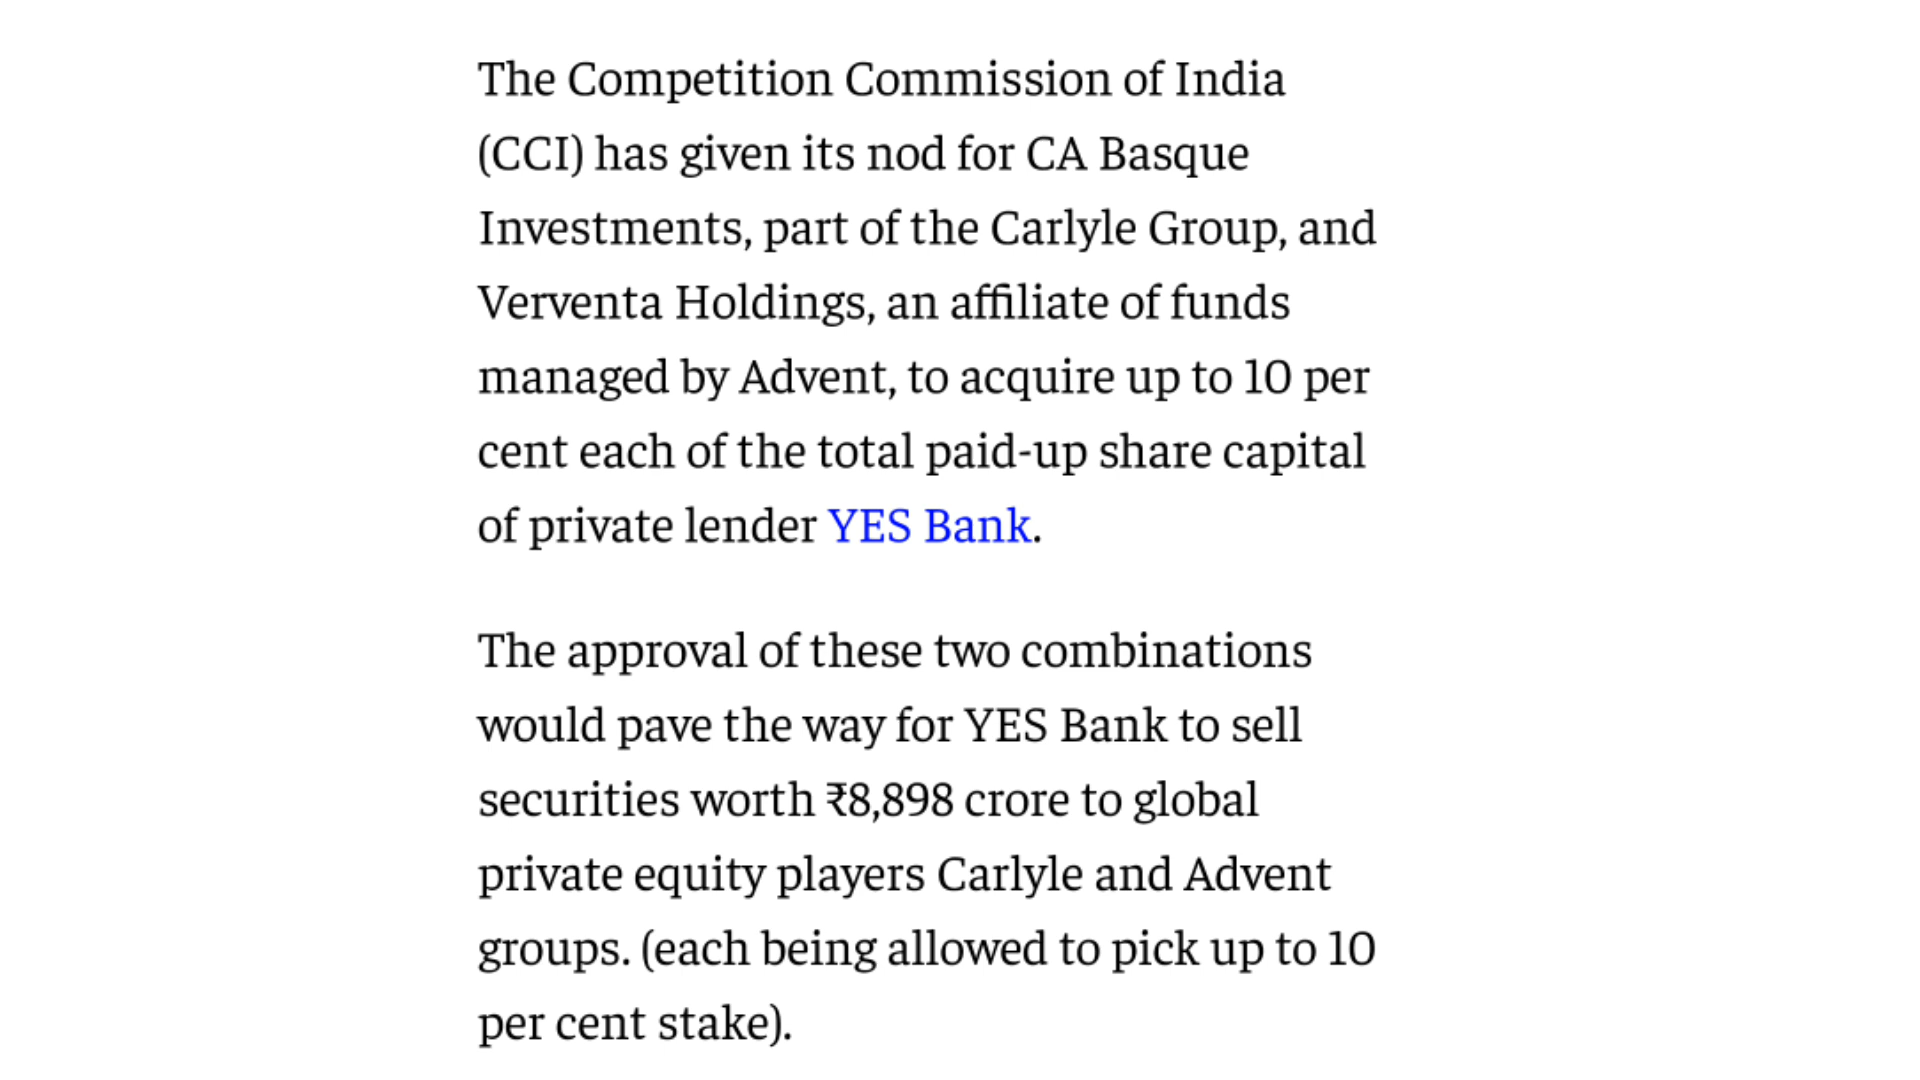 The Competition Commission of India
(CCI) has given its nod for CA Basque
Investments, part of the Carlyle Group, and
Verventa Holdings, an affiliate of funds
managed by Advent, to acquire up to 10 per
cent each of the total paid-up share capital
of private lender YES Bank.
The approval of these two combinations
would pave the way for YES Bank to sell
securities worth ₹8,898 crore to global
private equity players Carlyle and Advent
groups. (each being allowed to pick up to 10
per cent stake).